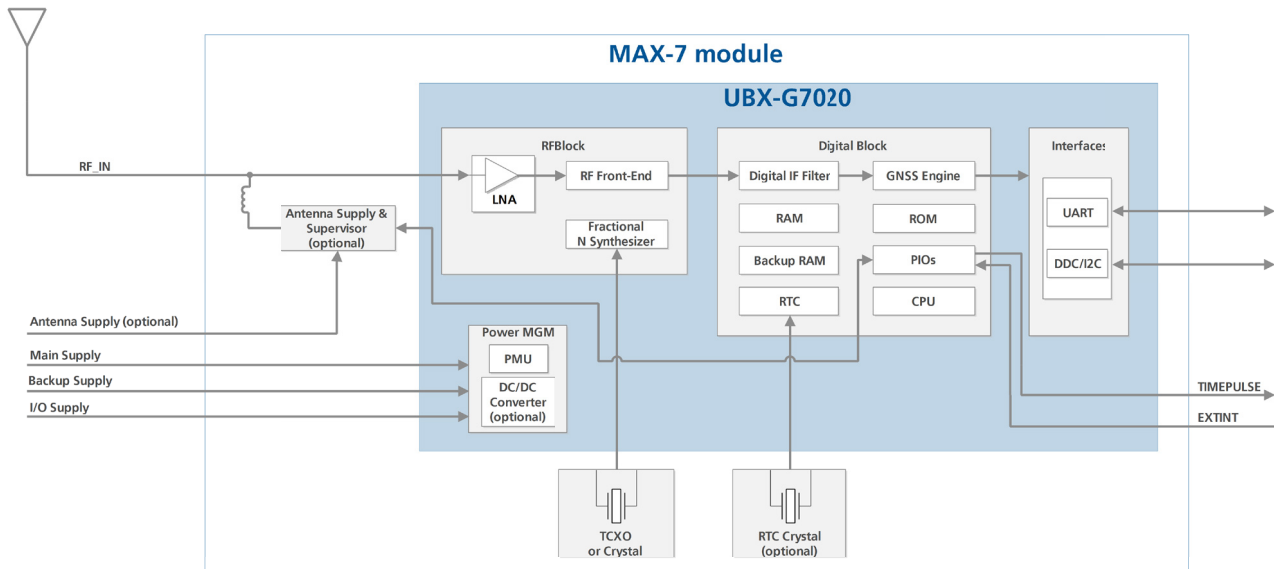 MAX-7 module
UBX-G7020
RF_IN
RFBlock
LNA
RF Front-End
Fractional
N Synthesizer
Digital Block
Digital IF Filter
GNSS Engine
RAM
ROM
Backup RAM
PIOs
RTC
CPU
Interfaces
UART
DDC/I2C
Antenna Supply &
Supervisor
(optional)
Antenna Supply (optional)
Main Supply
Backup Supply
I/O Supply
Power MGM
PMU
DC/DC
Converter
(optional)
TIMEPULSE
EXTINT
TCXO
or Crystal
RTC Crystal
(optional)